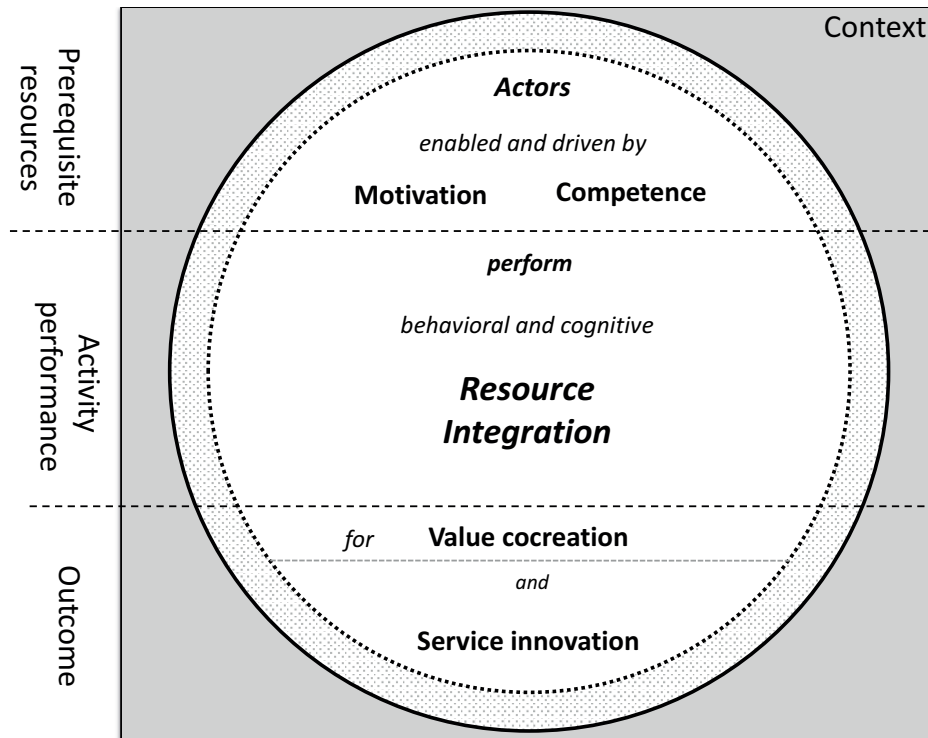 Context
Prerequisite
resources
Actors
enabled and driven by
Motivation Competence
Activity
performance
perform
behavioral and cognitive
Resource
Integration
Outcome
for Value cocreation
and
Service innovation